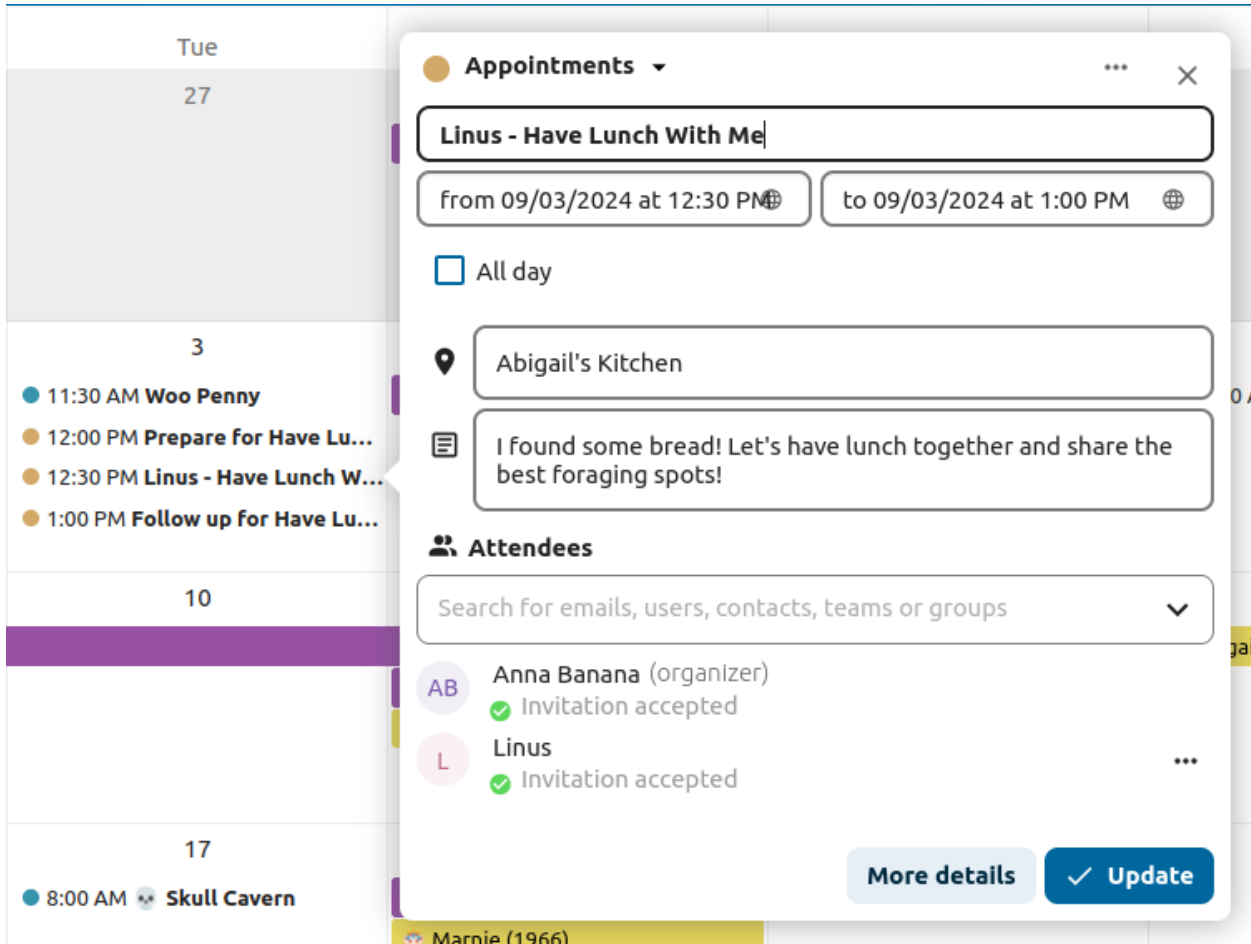 Tue
27
3
11:30 AM Woo Penny
12:00 PM Prepare for Have Lu...
12:30 PM Linus - Have Lunch W...
1:00 PM Follow up for Have Lu...
10
17
8:00 AM 💀 Skull Cavern
Appointments
Linus - Have Lunch With Me
from 09/03/2024 at 12:30 PM
to 09/03/2024 at 1:00 PM
All day
Abigail's Kitchen
I found some bread! Let's have lunch together and share the
best foraging spots!
Attendees
Search for emails, users, contacts, teams or groups
AB
Anna Banana (organizer)
Invitation accepted
L
Linus
Invitation accepted
More details
Update
Marnie (1966)